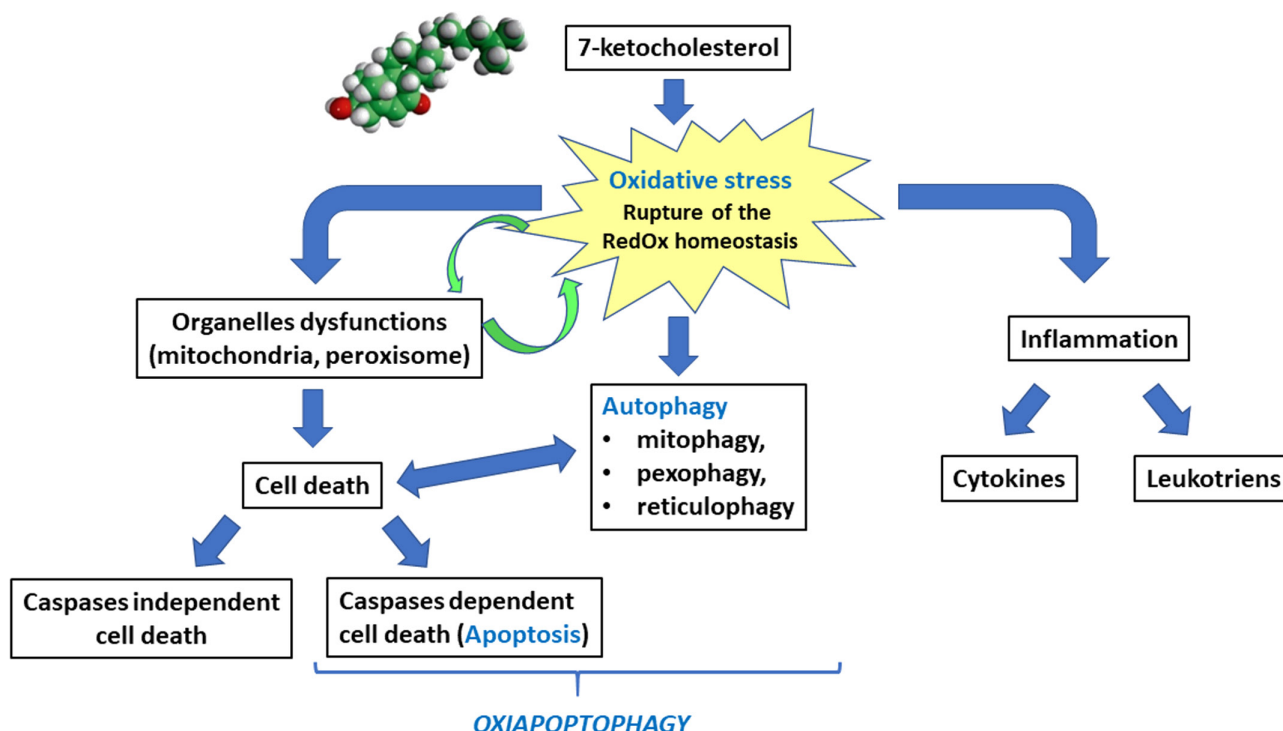 7-ketocholesterol
Oxidative stress
Rupture of the
RedOx homeostasis
Organelles dysfunctions
(mitochondria, peroxisome)
Inflammation
Autophagy
• mitophagy,
• pexophagy,
• reticulophagy
Cell death
Cytokines
Leukotriens
Caspases independent
cell death
Caspases dependent
cell death (Apoptosis)
OXIAPOPTOPHAGY